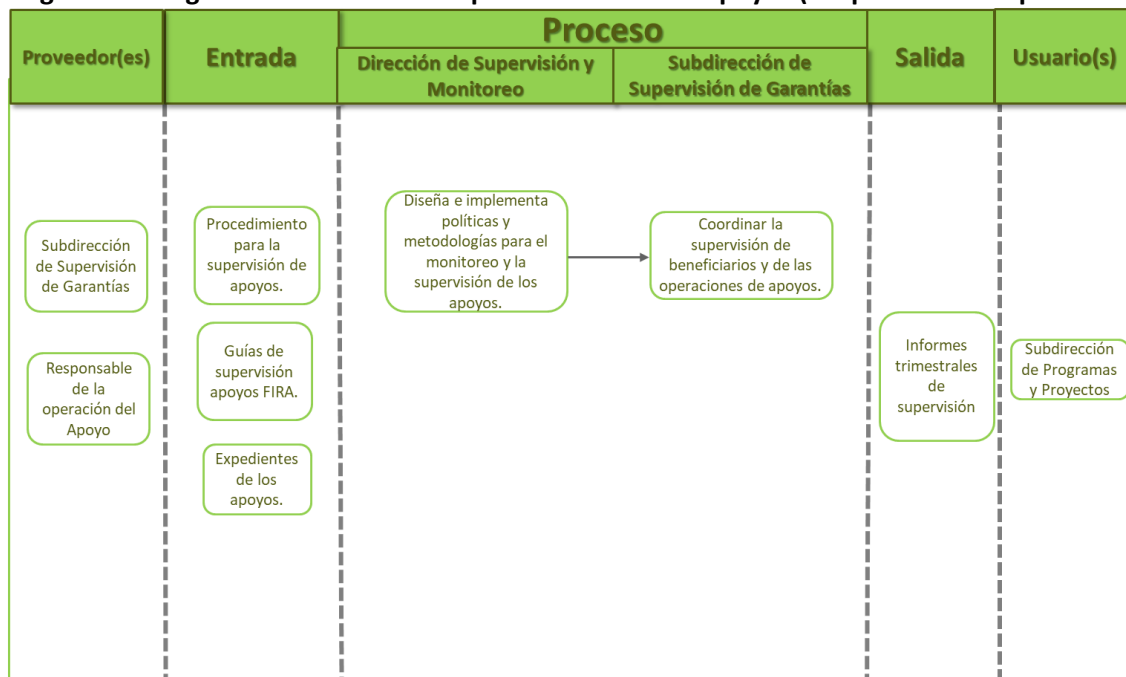 Proveedor(es)
Entrada
Proceso
Dirección de Supervisión y
Monitoreo
Subdirección de
Supervisión de Garantías
Salida
Usuario(s)
Subdirección
de Supervisión
de Garantías
Responsable
de la
operación del
Apoyo
Procedimiento
para la
supervisión de
apoyos.
Guías de
supervisión
apoyos FIRA.
Expedientes
de los
apoyos.
Diseña e implementa
políticas y
metodologías para el
monitoreo y la
supervisión de los
apoyos.
Coordinar la
supervisión de
beneficiarios y de las
operaciones de apoyos.
Informes
trimestrales
de
supervisión
Subdirección
de Programas
y Proyectos